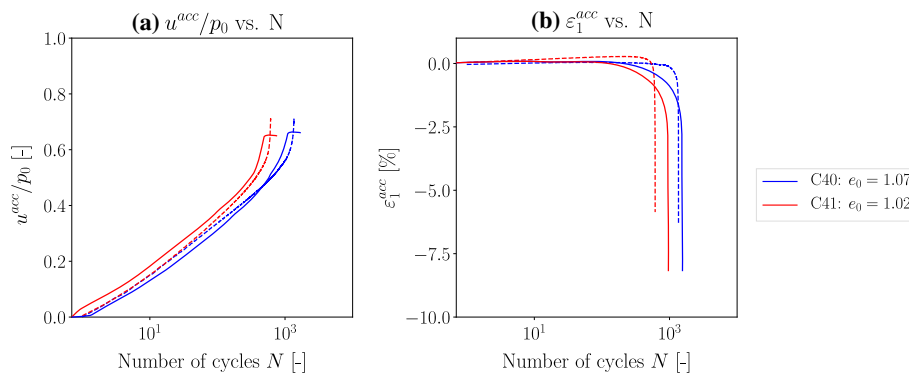 (a) u^{acc}/p_0 vs. N
1.0
0.8
0.6
0.4
0.2
0.0
u^{acc}/p_0 [-]
10^1
10^3
Number of cycles N [-]
(b) ε_1^{acc} vs. N
0.0
−2.5
−5.0
−7.5
−10.0
ε_1^{acc} [%]
10^1
10^3
Number of cycles N [-]
C40: e_0 = 1.07
C41: e_0 = 1.02